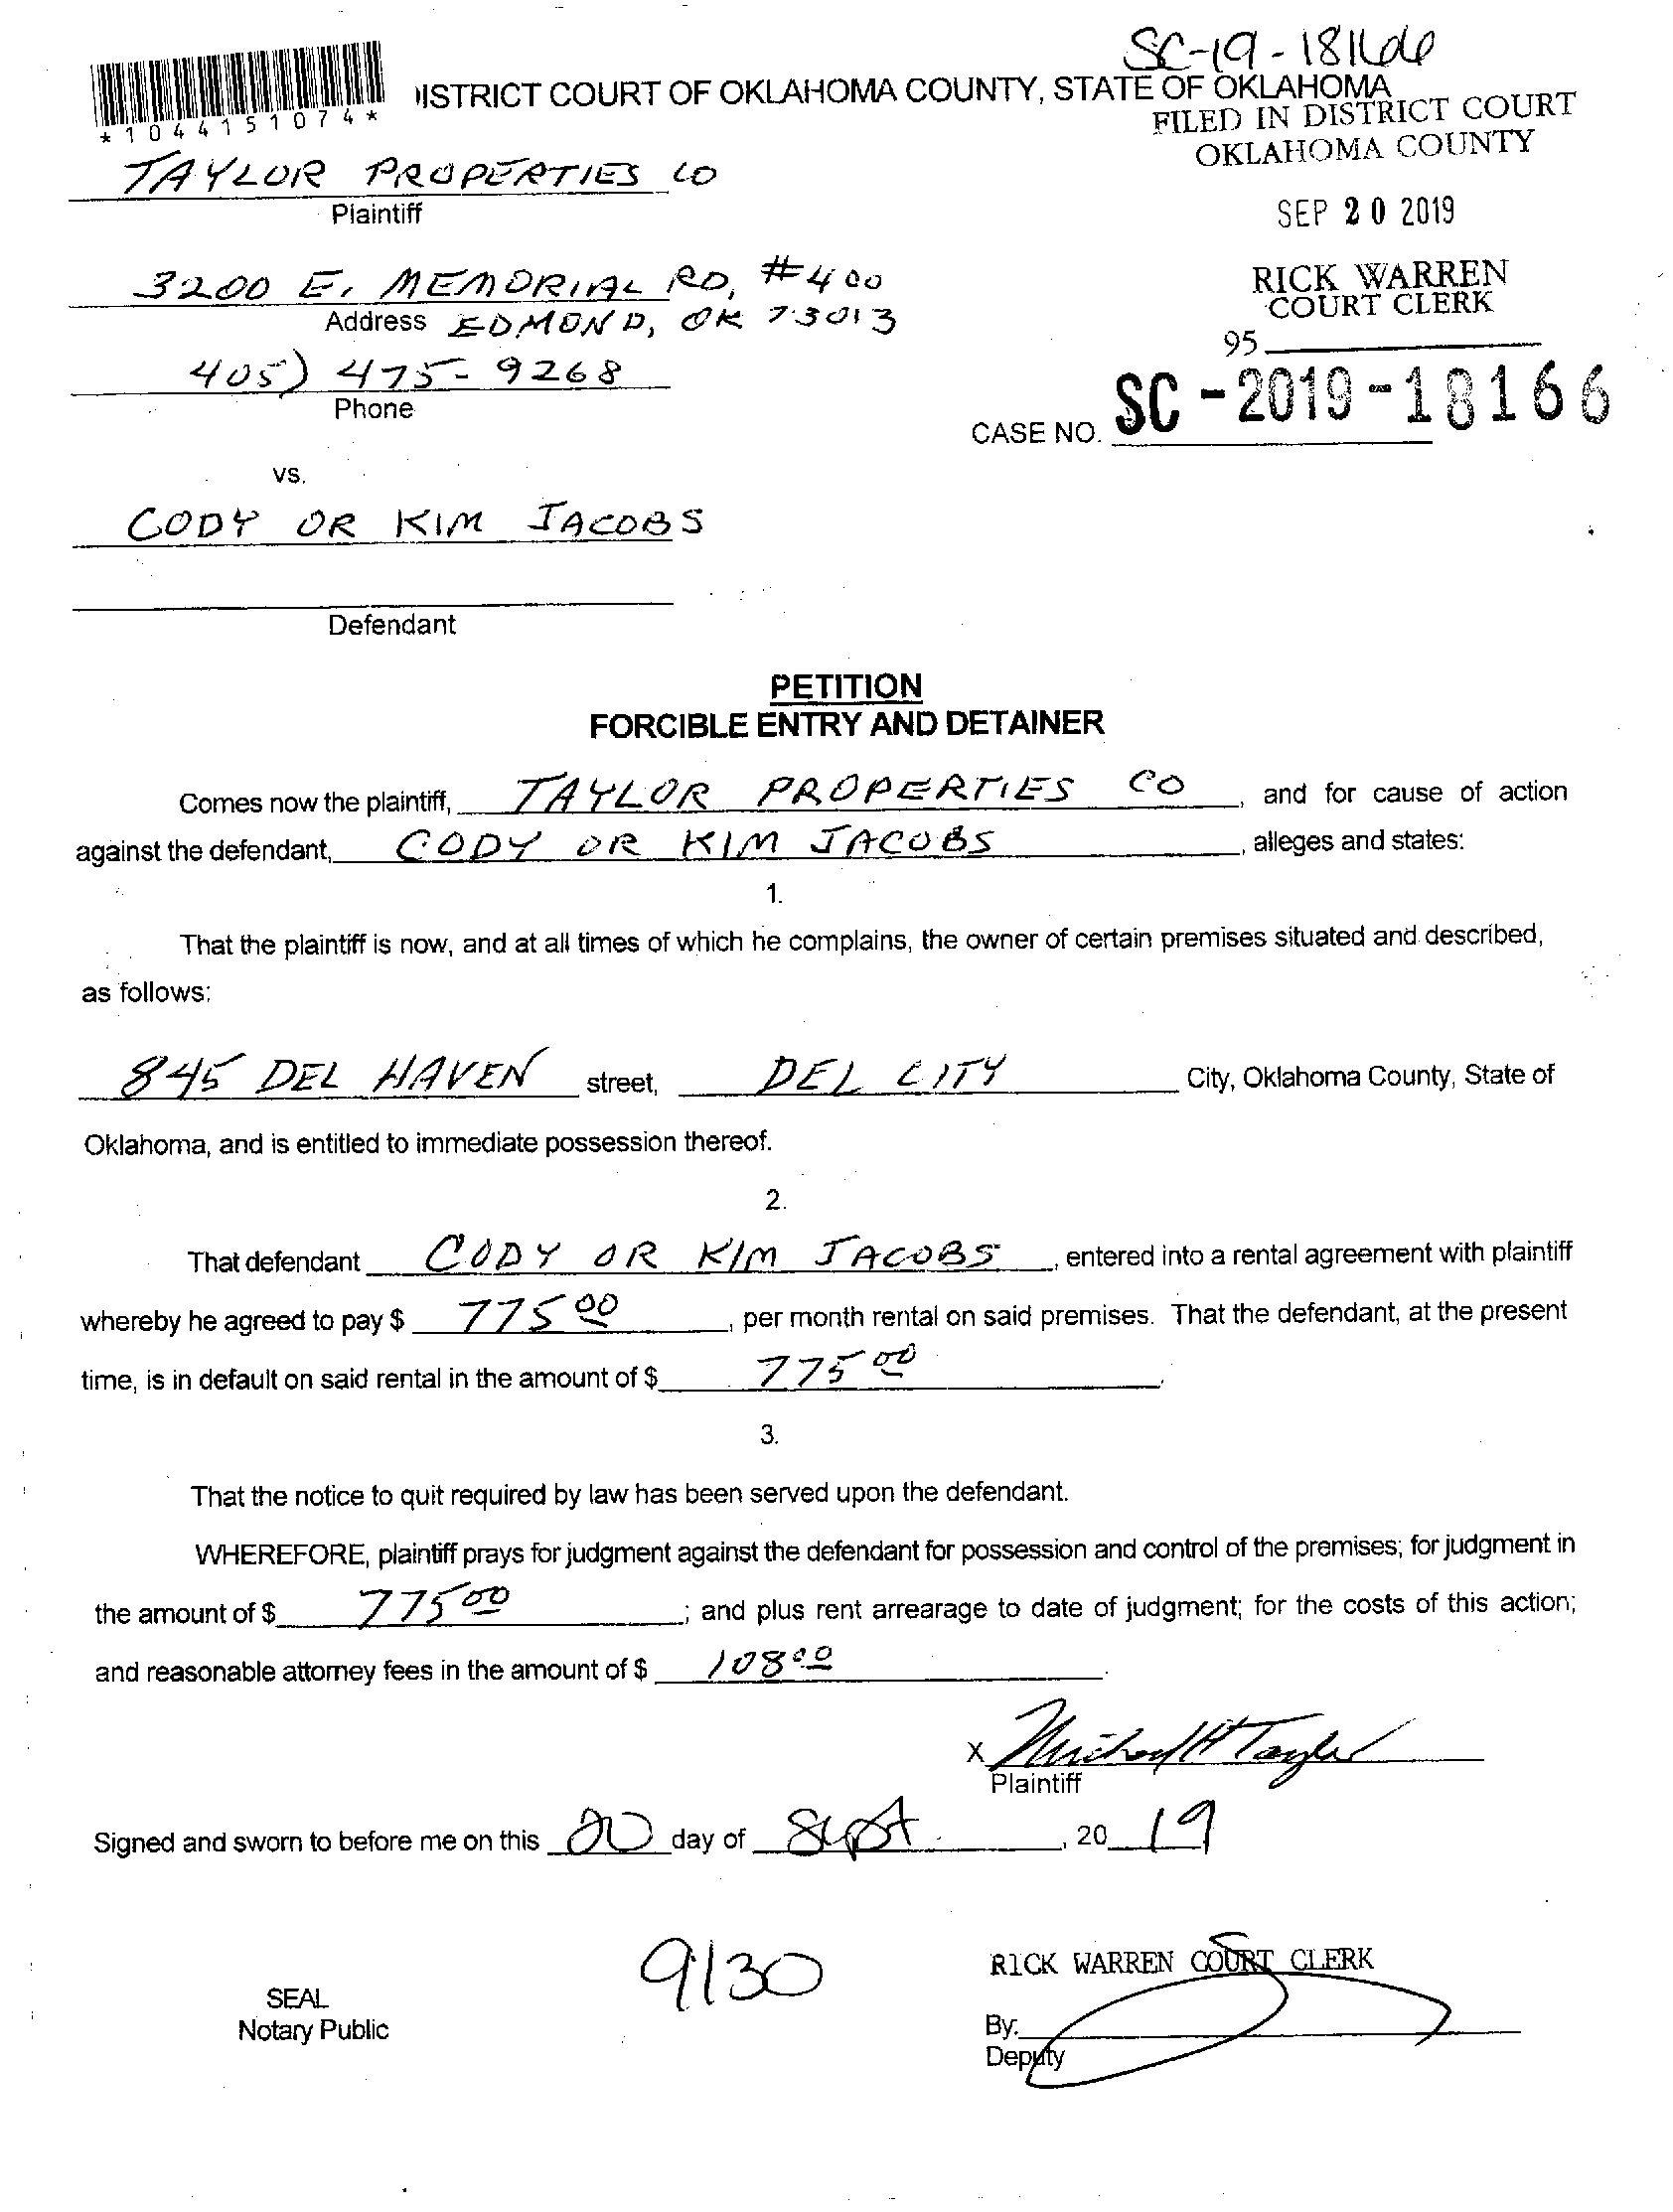 SC-19-18166
*1044151074*
ISTRICT COURT OF OKLAHOMA COUNTY, STATE OF OKLAHOMA
FILED IN DISTRICT COURT
OKLAHOMA COUNTY
TAYLOR PROPERTIES CO
Plaintiff
SEP 20 2019
3200 E. MEMORIAL RD, #400
Address EDMOND, OK 73013
RICK WARREN
COURT CLERK
95
405) 475-9268
Phone
CASE NO. SC-2019-18166
vs.
CODY OR KIM JACOBS
Defendant
PETITION
FORCIBLE ENTRY AND DETAINER
Comes now the plaintiff, TAYLOR PROPERTIES CO, and for cause of action
against the defendant, CODY OR KIM JACOBS, alleges and states:
1.
That the plaintiff is now, and at all times of which he complains, the owner of certain premises situated and described,
as follows:
845 DEL HAVEN street, DEL CITY City, Oklahoma County, State of
Oklahoma, and is entitled to immediate possession thereof.
2.
That defendant CODY OR KIM JACOBS, entered into a rental agreement with plaintiff
whereby he agreed to pay $ 775 00, per month rental on said premises. That the defendant, at the present
time, is in default on said rental in the amount of $ 775 00.
3.
That the notice to quit required by law has been served upon the defendant.
WHEREFORE, plaintiff prays for judgment against the defendant for possession and control of the premises; for judgment in
the amount of $ 775 00; and plus rent arrearage to date of judgment; for the costs of this action;
and reasonable attorney fees in the amount of $ 108 00.
x Michael H Taylor
Plaintiff
Signed and sworn to before me on this 20 day of Sept, 20 19
SEAL
Notary Public
9/30
RICK WARREN COURT CLERK
By:
Deputy